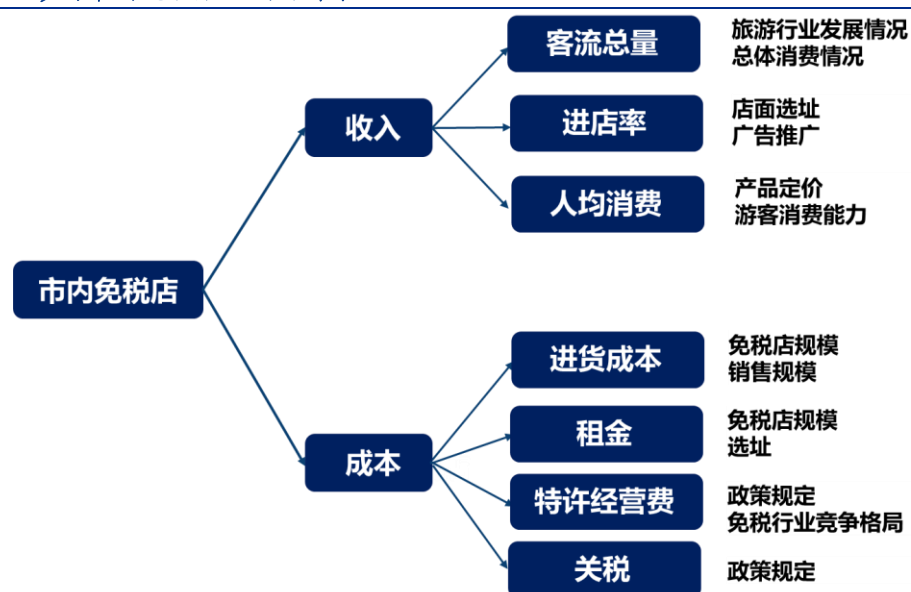 客流总量
旅游行业发展情况
总体消费情况
收入
进店率
店面选址
广告推广
人均消费
产品定价
游客消费能力
市内免税店
进货成本
免税店规模
销售规模
租金
免税店规模
选址
成本
特许经营费
政策规定
免税行业竞争格局
关税
政策规定